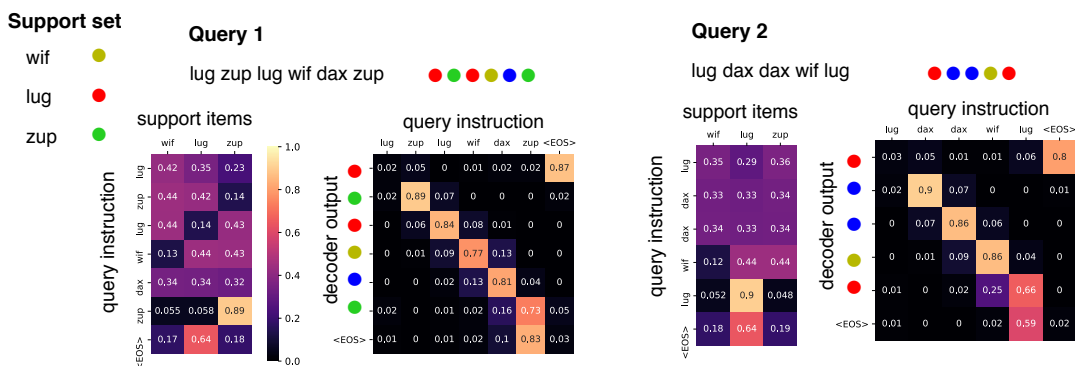 Support set
wif
lug
zup
Query 1
lug zup lug wif dax zup
support items
wif lug zup
query instruction
lug 0.42 0.35 0.23
zup 0.44 0.42 0.14
lug 0.44 0.14 0.43
wif 0.13 0.44 0.43
dax 0.34 0.34 0.32
zup 0.055 0.058 0.89
<EOS> 0.17 0.64 0.18
1.0
0.8
0.6
0.4
0.2
0.0
query instruction
lug zup lug wif dax zup <EOS>
decoder output
0.02 0.05 0 0.01 0.02 0.02 0.87
0.02 0.89 0.07 0 0 0 0.01
0 0.06 0.84 0.08 0.01 0 0
0 0.01 0.09 0.77 0.13 0 0
0 0 0.02 0.13 0.81 0.04 0
0.02 0 0 0.02 0.16 0.73 0.05
<EOS> 0.01 0 0.01 0.02 0.1 0.83 0.03
Query 2
lug dax dax wif lug
support items
wif lug zup
query instruction
lug 0.35 0.29 0.36
dax 0.33 0.33 0.34
dax 0.34 0.33 0.34
wif 0.12 0.44 0.44
lug 0.052 0.9 0.048
<EOS> 0.18 0.64 0.19
query instruction
lug dax dax wif lug <EOS>
decoder output
0.03 0.05 0.01 0.01 0.06 0.8
0.02 0.9 0.07 0 0 0.01
0 0.07 0.86 0.06 0 0
0 0.01 0.09 0.86 0.04 0
0.01 0 0.02 0.25 0.66 0.02
<EOS> 0.01 0 0 0.02 0.59 0.02